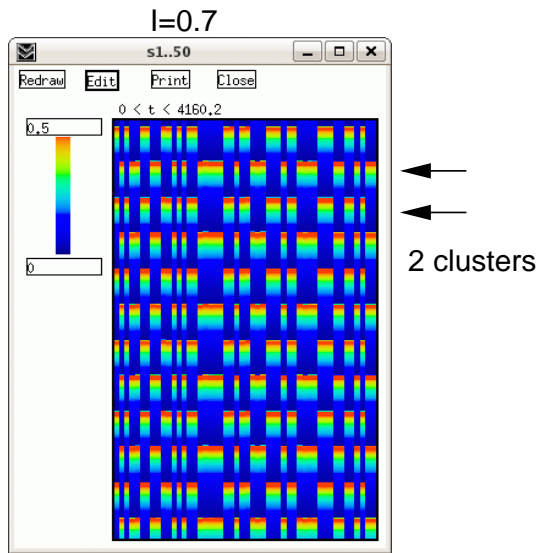 I=0.7
s1..50
Redraw Edit Print Close
0 < t < 4160.2
0.5
0
2 clusters